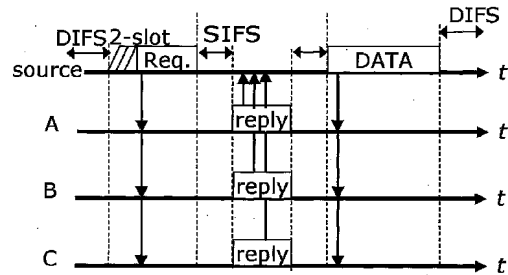 DIFS
DIFS 2-slot SIFS
source Req. DATA t
A reply t
B reply t
C reply t